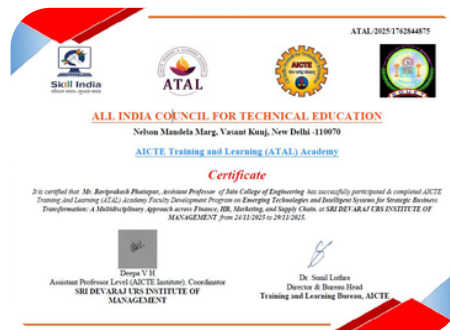 ATAL/2025/1762844875
Skill India
कौशल भारत - कुशल भारत
ATAL
AICTE
ALL INDIA COUNCIL FOR TECHNICAL EDUCATION
Nelson Mandela Marg, Vasant Kunj, New Delhi -110070
AICTE Training and Learning (ATAL) Academy
Certificate
It is certified that Mr. Raviprakash Phatapur, Assistant Professor of Jain College of Engineering has successfully participated & completed AICTE
Training And Learning (ATAL) Academy Faculty Development Program on Emerging Technologies and Intelligent Systems for Strategic Business
Transformation: A Multidisciplinary Approach across Finance, HR, Marketing, and Supply Chain. at SRI DEVARAJ URS INSTITUTE OF
MANAGEMENT from 24/11/2025 to 29/11/2025.
Deepa V H
Assistant Professor Level (AICTE Institute), Coordinator
SRI DEVARAJ URS INSTITUTE OF
MANAGEMENT
Dr. Sunil Luthra
Director & Bureau Head
Training and Learning Bureau, AICTE